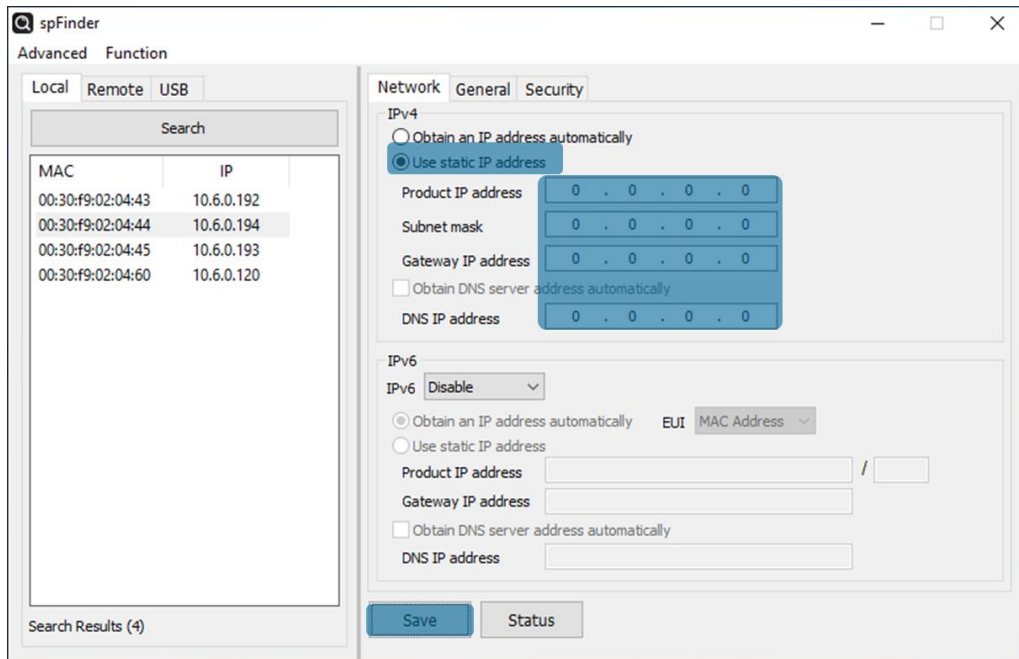 spFinder
Advanced Function
Local Remote USB
Search
MAC IP
00:30:f9:02:04:43 10.6.0.192
00:30:f9:02:04:44 10.6.0.194
00:30:f9:02:04:45 10.6.0.193
00:30:f9:02:04:60 10.6.0.120
Search Results (4)
Network General Security
IPv4
Obtain an IP address automatically
Use static IP address
Product IP address 0 . 0 . 0 . 0
Subnet mask 0 . 0 . 0 . 0
Gateway IP address 0 . 0 . 0 . 0
Obtain DNS server address automatically
DNS IP address 0 . 0 . 0 . 0
IPv6
IPv6 Disable
Obtain an IP address automatically EUI MAC Address
Use static IP address
Product IP address /
Gateway IP address
Obtain DNS server address automatically
DNS IP address
Save Status